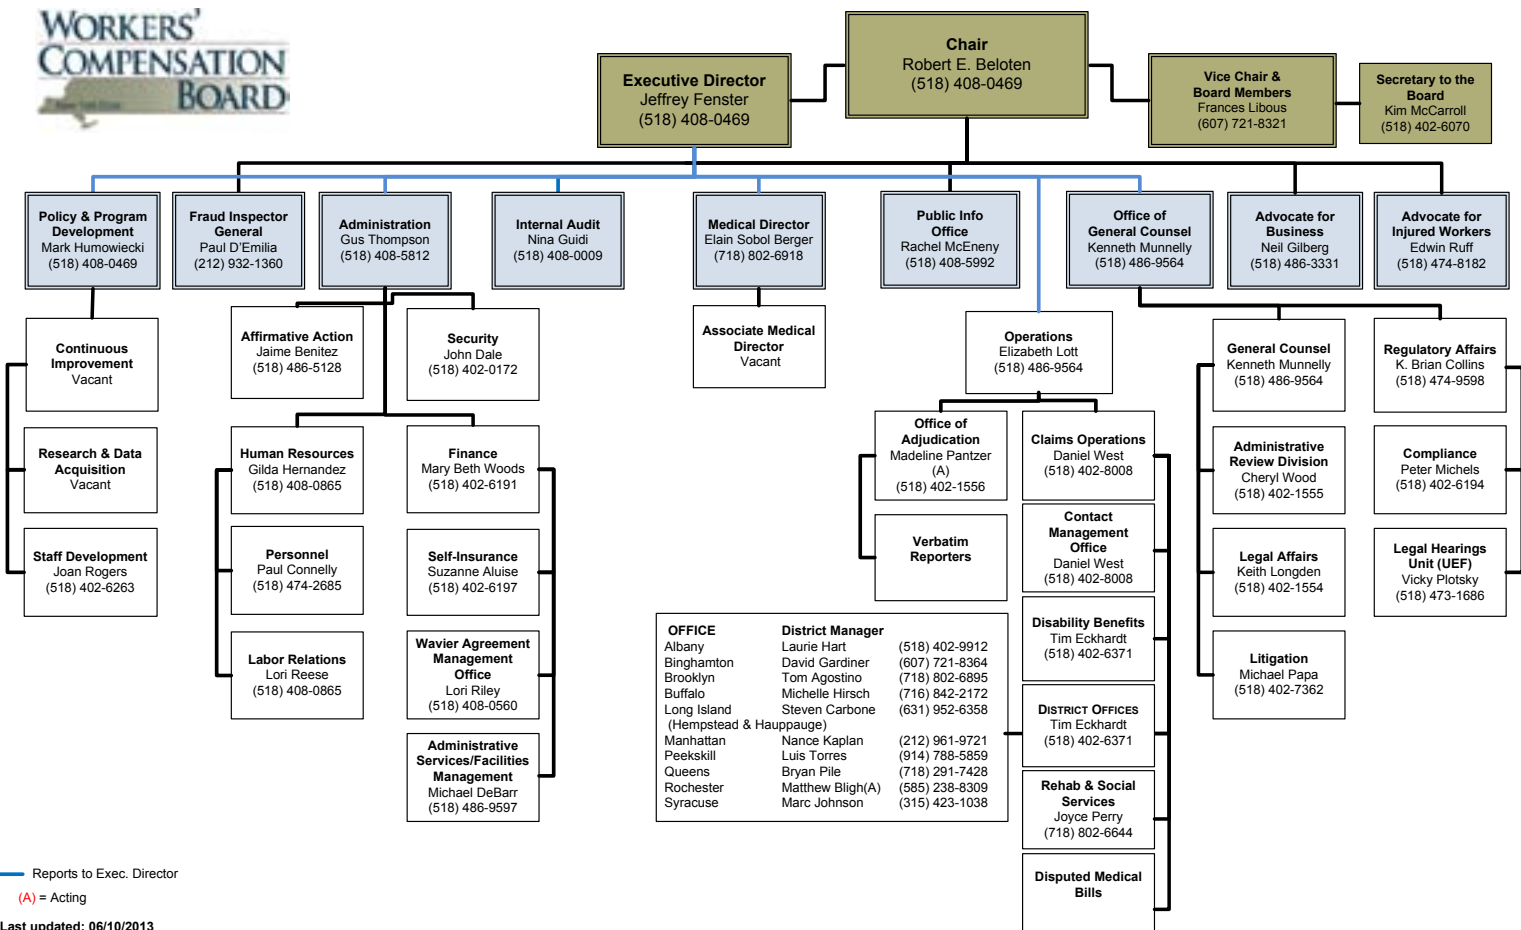 WORKERS'
COMPENSATION
BOARD
Chair
Robert E. Beloten
(518) 408-0469
Executive Director
Jeffrey Fenster
(518) 408-0469
Vice Chair &
Board Members
Frances Libous
(607) 721-8321
Secretary to the
Board
Kim McCarroll
(518) 402-6070
Policy & Program
Development
Mark Humowiecki
(518) 408-0469
Fraud Inspector
General
Paul D'Emilia
(212) 932-1360
Administration
Gus Thompson
(518) 408-5812
Internal Audit
Nina Guidi
(518) 408-0009
Medical Director
Elain Sobol Berger
(718) 802-6918
Public Info
Office
Rachel McEneny
(518) 408-5992
Office of
General Counsel
Kenneth Munnelly
(518) 486-9564
Advocate for
Business
Neil Gilberg
(518) 486-3331
Advocate for
Injured Workers
Edwin Ruff
(518) 474-8182
Continuous
Improvement
Vacant
Research & Data
Acquisition
Vacant
Staff Development
Joan Rogers
(518) 402-6263
Affirmative Action
Jaime Benitez
(518) 486-5128
Security
John Dale
(518) 402-0172
Human Resources
Gilda Hernandez
(518) 408-0865
Personnel
Paul Connelly
(518) 474-2685
Labor Relations
Lori Reese
(518) 408-0865
Finance
Mary Beth Woods
(518) 402-6191
Self-Insurance
Suzanne Aluise
(518) 402-6197
Wavier Agreement
Management
Office
Lori Riley
(518) 408-0560
Administrative
Services/Facilities
Management
Michael DeBarr
(518) 486-9597
Associate Medical
Director
Vacant
Operations
Elizabeth Lott
(518) 486-9564
Office of
Adjudication
Madeline Pantzer
(A)
(518) 402-1556
Verbatim
Reporters
Claims Operations
Daniel West
(518) 402-8008
Contact
Management
Office
Daniel West
(518) 402-8008
Disability Benefits
Tim Eckhardt
(518) 402-6371
DISTRICT OFFICES
Tim Eckhardt
(518) 402-6371
Rehab & Social
Services
Joyce Perry
(718) 802-6644
Disputed Medical
Bills
OFFICE District Manager
Albany Laurie Hart (518) 402-9912
Binghamton David Gardiner (607) 721-8364
Brooklyn Tom Agostino (718) 802-6895
Buffalo Michelle Hirsch (716) 842-2172
Long Island Steven Carbone (631) 952-6358
(Hempstead & Hauppauge)
Manhattan Nance Kaplan (212) 961-9721
Peekskill Luis Torres (914) 788-5859
Queens Bryan Pile (718) 291-7428
Rochester Matthew Bligh(A) (585) 238-8309
Syracuse Marc Johnson (315) 423-1038
General Counsel
Kenneth Munnelly
(518) 486-9564
Administrative
Review Division
Cheryl Wood
(518) 402-1555
Legal Affairs
Keith Longden
(518) 402-1554
Litigation
Michael Papa
(518) 402-7362
Regulatory Affairs
K. Brian Collins
(518) 474-9598
Compliance
Peter Michels
(518) 402-6194
Legal Hearings
Unit (UEF)
Vicky Plotsky
(518) 473-1686
Reports to Exec. Director
(A) = Acting
Last updated: 06/10/2013